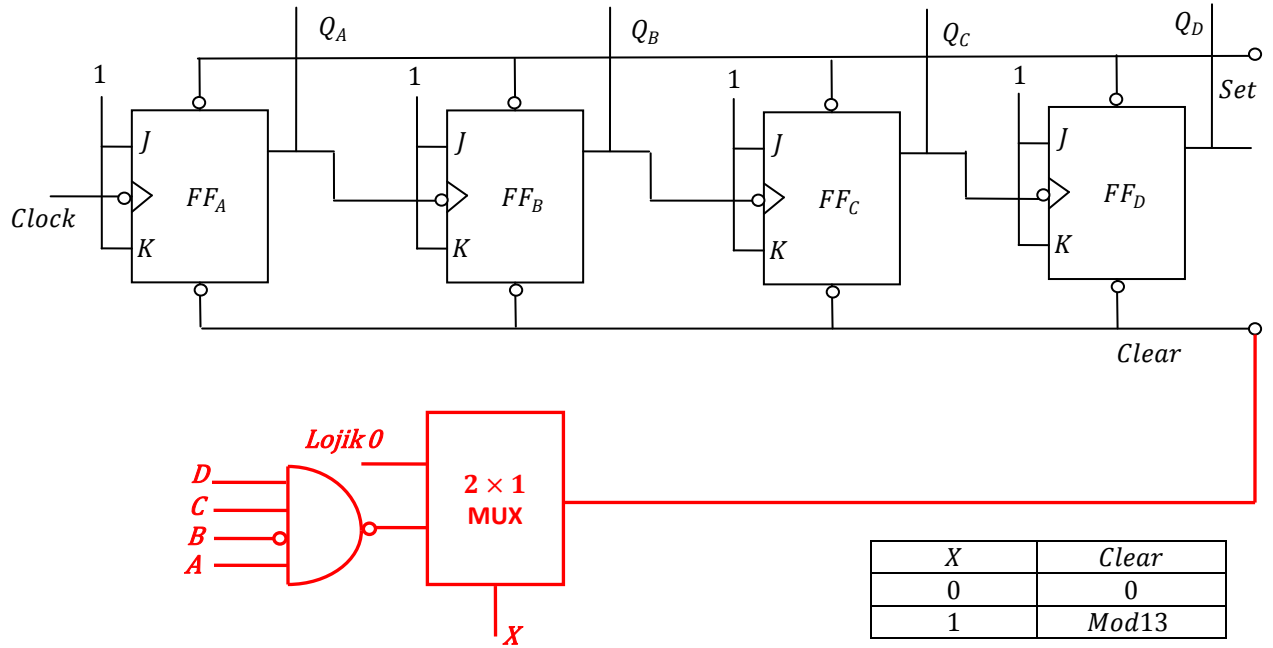 Q_A
Q_B
Q_C
Q_D
1
1
1
1
Set
J
J
J
J
FF_A
FF_B
FF_C
FF_D
Clock
K
K
K
K
Clear
Lojik 0
D
C
B
A
2 × 1
MUX
X
X Clear
0 0
1 Mod13